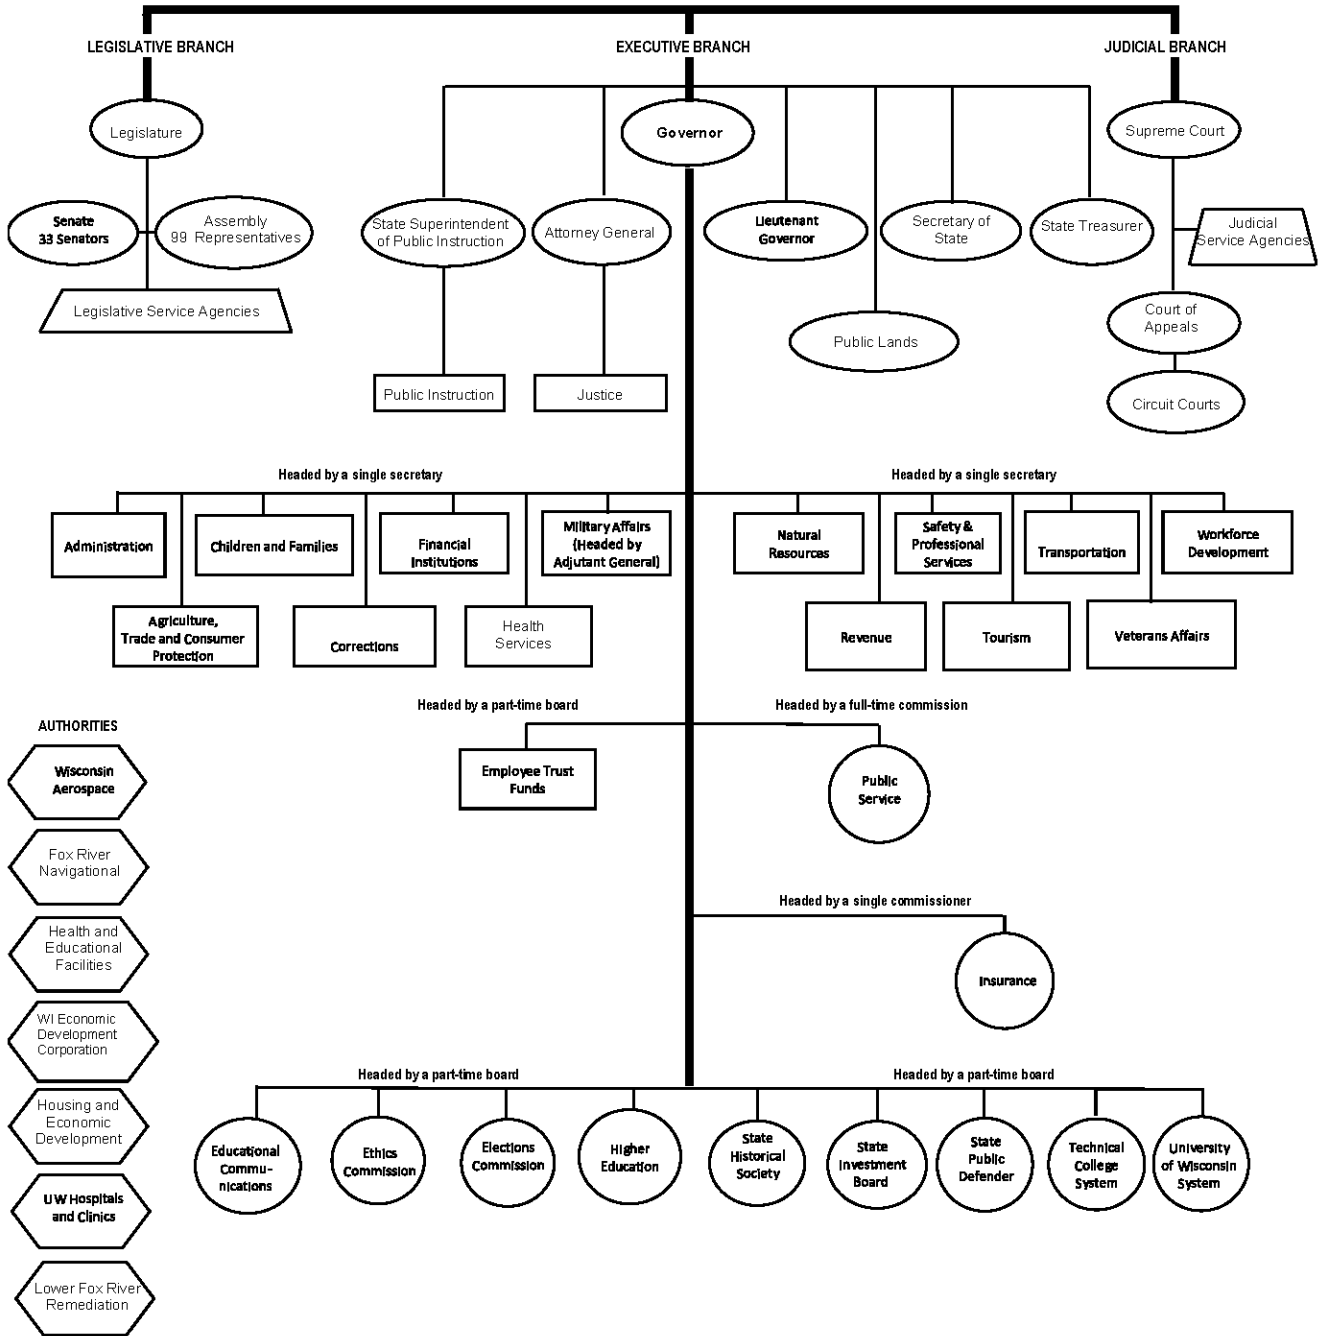 LEGISLATIVE BRANCH
EXECUTIVE BRANCH
JUDICIAL BRANCH
Legislature
Governor
Supreme Court
Senate
33 Senators
Assembly
99 Representatives
State Superintendent
of Public Instruction
Attorney General
Lieutenant
Governor
Secretary of
State
State Treasurer
Judicial
Service Agencies
Legislative Service Agencies
Public Lands
Court of
Appeals
Public Instruction
Justice
Circuit Courts
Headed by a single secretary
Headed by a single secretary
Administration
Children and Families
Financial
Institutions
Military Affairs
(Headed by
Adjutant General)
Natural
Resources
Safety &
Professional
Services
Transportation
Workforce
Development
Agriculture,
Trade and Consumer
Protection
Corrections
Health
Services
Revenue
Tourism
Veterans Affairs
Headed by a part-time board
Headed by a full-time commission
Employee Trust
Funds
Public
Service
AUTHORITIES
Wisconsin
Aerospace
Fox River
Navigational
Health and
Educational
Facilities
WI Economic
Development
Corporation
Housing and
Economic
Development
UW Hospitals
and Clinics
Lower Fox River
Remediation
Headed by a single commissioner
Insurance
Headed by a part-time board
Headed by a part-time board
Educational
Commu-
nications
Ethics
Commission
Elections
Commission
Higher
Education
State
Historical
Society
State
Investment
Board
State
Public
Defender
Technical
College
System
University
of Wisconsin
System